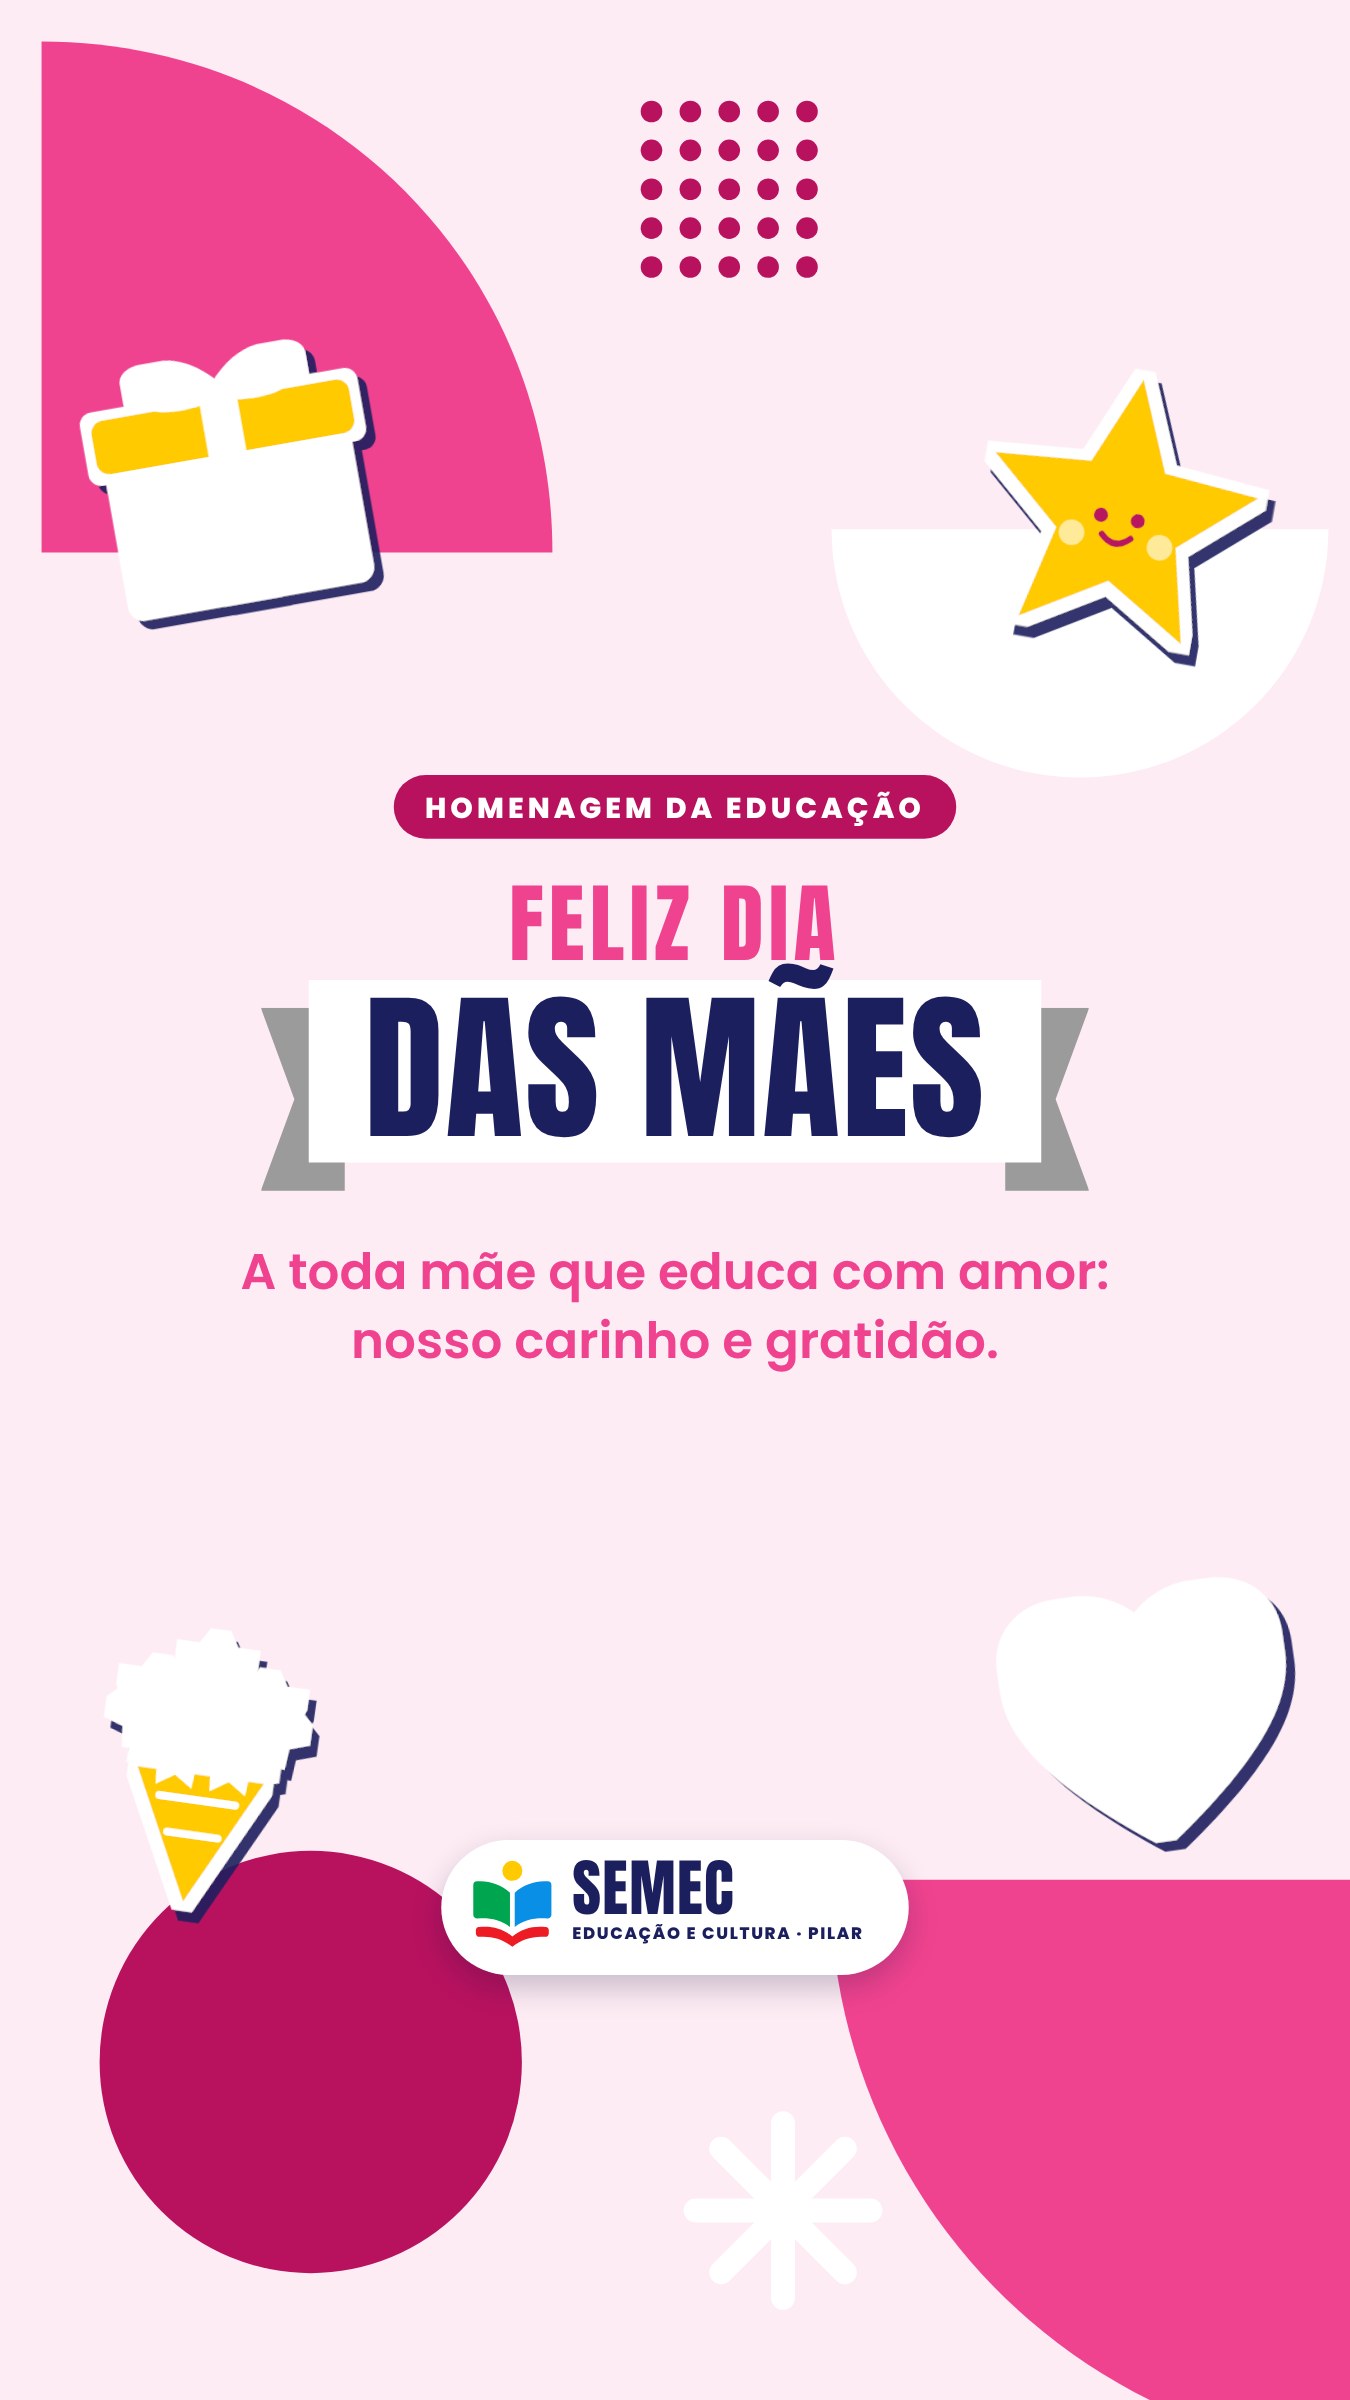 HOMENAGEM DA EDUCAÇÃO
FELIZ DIA
DAS MÃES
A toda mãe que educa com amor:
nosso carinho e gratidão.
SEMEC
EDUCAÇÃO E CULTURA · PILAR